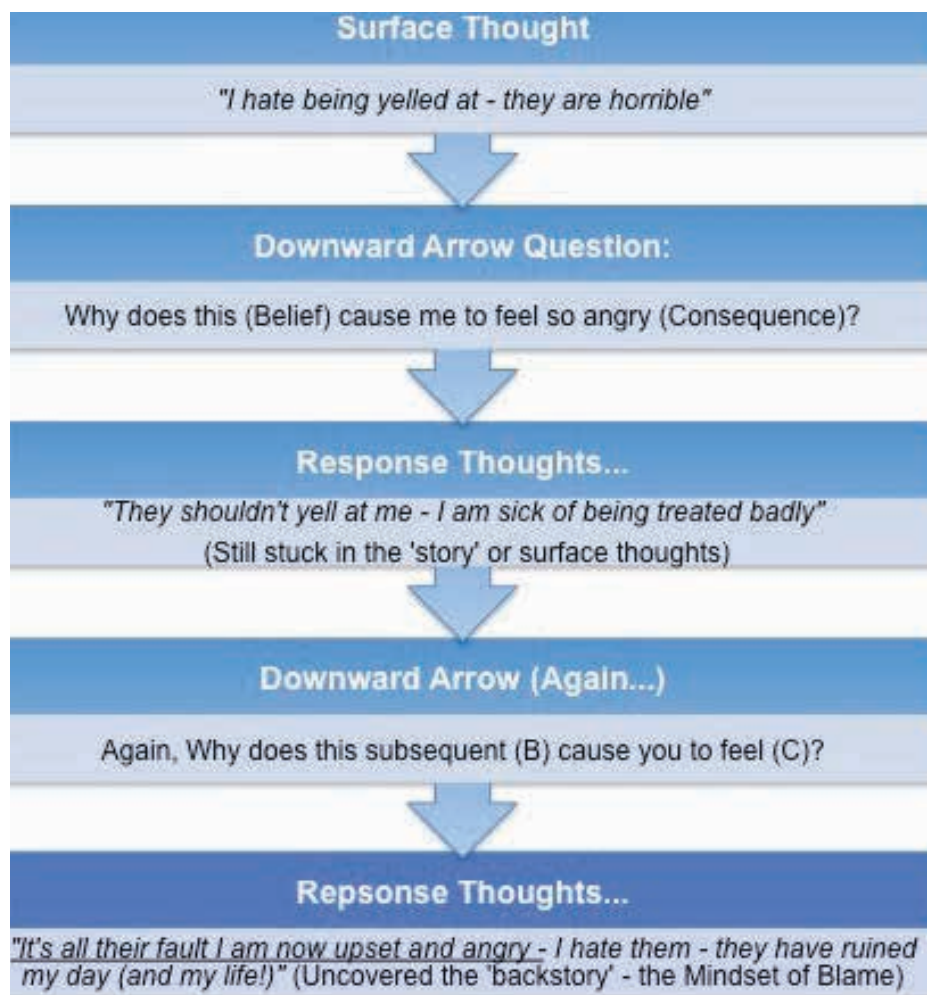 Surface Thought
"I hate being yelled at - they are horrible"
Downward Arrow Question:
Why does this (Belief) cause me to feel so angry (Consequence)?
Response Thoughts...
"They shouldn't yell at me - I am sick of being treated badly"
(Still stuck in the 'story' or surface thoughts)
Downward Arrow (Again...)
Again, Why does this subsequent (B) cause you to feel (C)?
Repsonse Thoughts...
"It's all their fault I am now upset and angry - I hate them - they have ruined
my day (and my life!)" (Uncovered the 'backstory' - the Mindset of Blame)